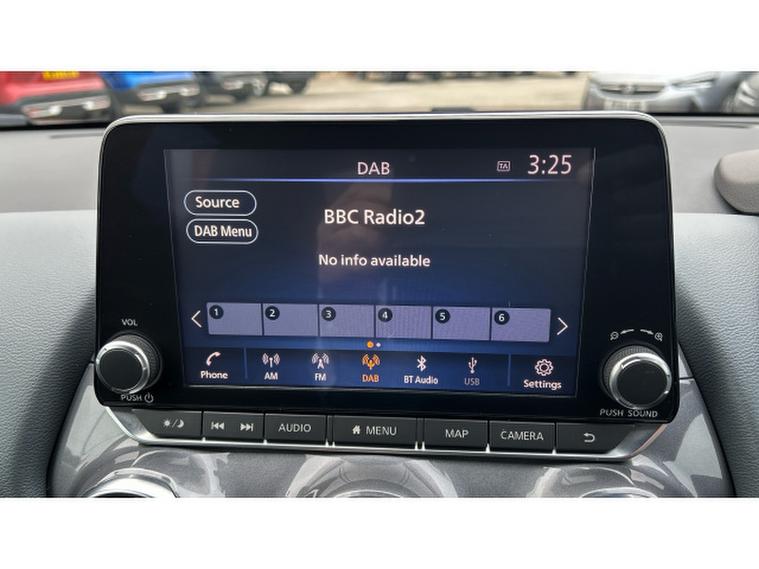 DAB
TA
3:25
Source
BBC Radio2
DAB Menu
No info available
1 2 3 4 5 6
Phone AM FM DAB BT Audio USB Settings
VOL
PUSH
PUSH SOUND
AUDIO MENU MAP CAMERA